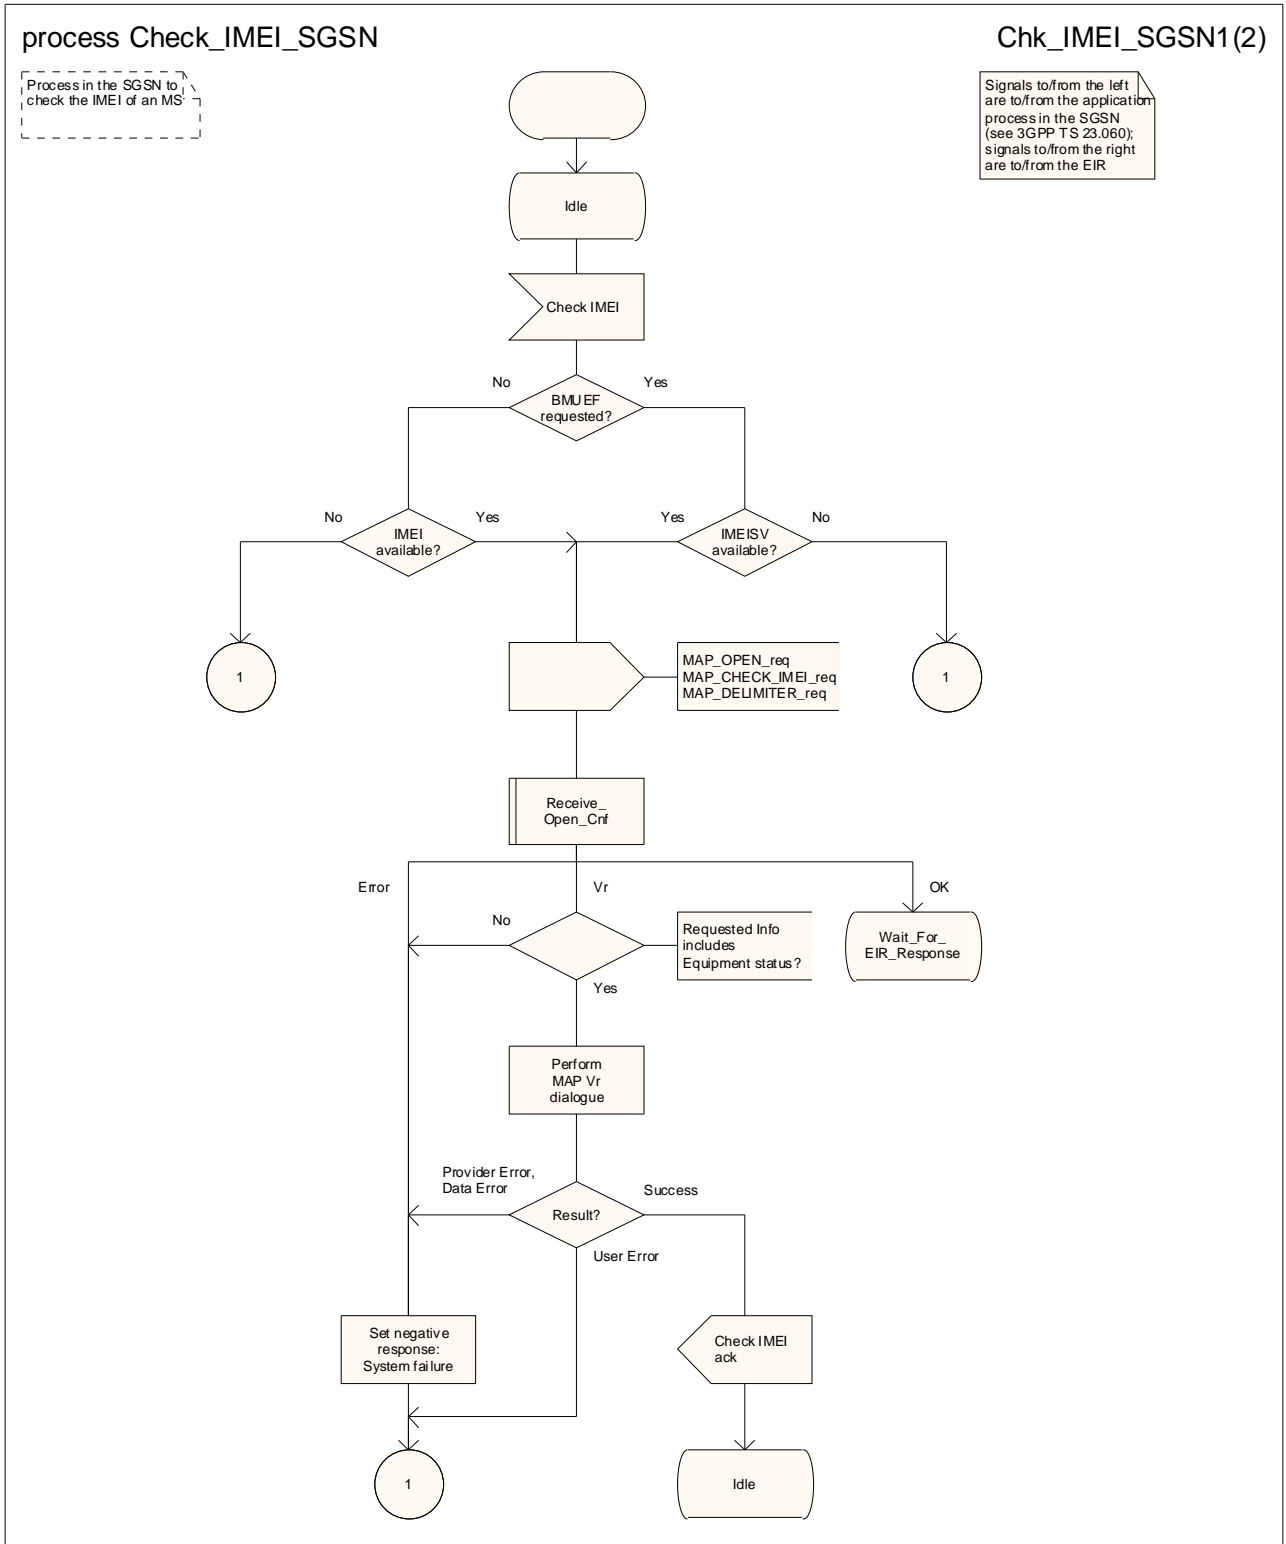 process Check_IMEI_SGSN
Chk_IMEI_SGSN1(2)
Process in the SGSN to
check the IMEI of an MS
Signals to/from the left
are to/from the application
process in the SGSN
(see 3GPP TS 23.060);
signals to/from the right
are to/from the EIR
Idle
Check IMEI
No
Yes
BMUEF
requested?
No
Yes
Yes
No
IMEI
available?
IMEISV
available?
1
MAP_OPEN_req
MAP_CHECK_IMEI_req
MAP_DELIMITER_req
1
Receive_
Open_Cnf
Error
Vr
OK
No
Requested Info
includes
Equipment status?
Wait_For_
EIR_Response
Yes
Perform
MAP Vr
dialogue
Provider Error,
Data Error
Success
Result?
User Error
Set negative
response:
System failure
Check IMEI
ack
1
Idle